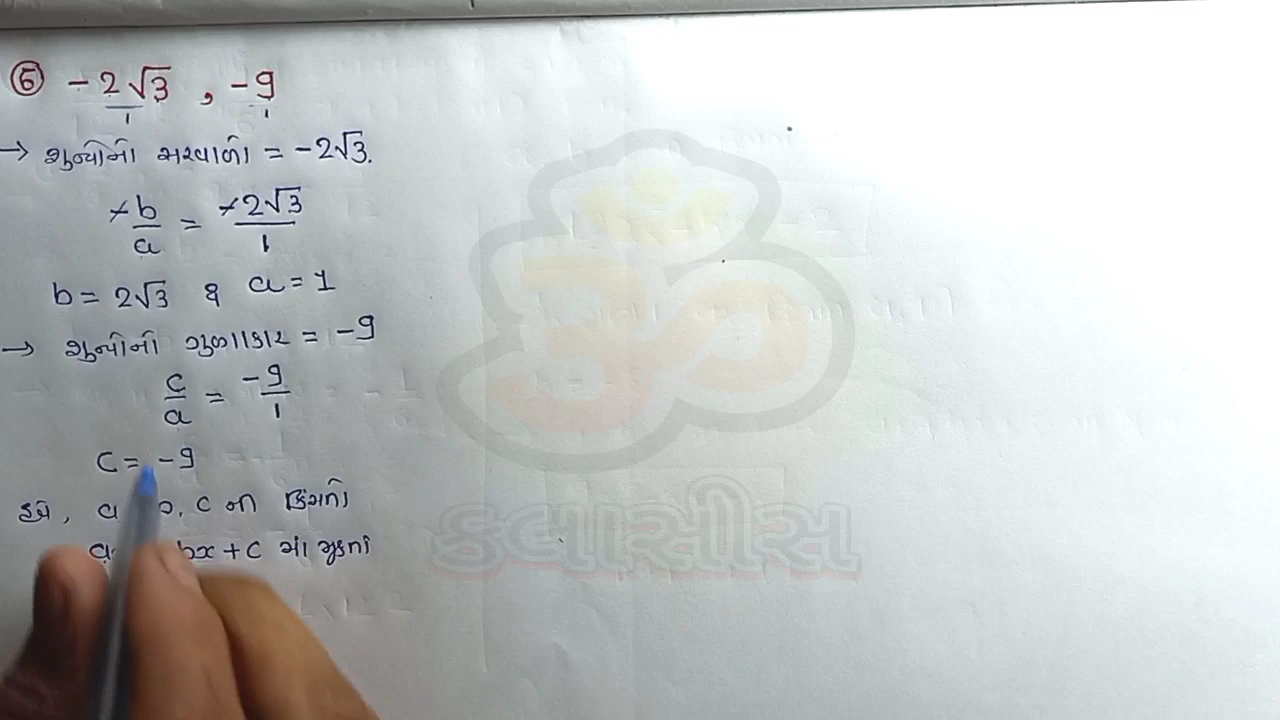 ⑥ -2√3/1 , -9/1
→ શુન્યોનો સરવાળો = -2√3.
-b/a = -2√3/1
b = 2√3 & a = 1
→ શુન્યોનો ગુણાકાર = -9
c/a = -9/1
c = -9
હવે, a b, c ની કિંમતો
bx + c માં મુકતાં
ૐ
કલાસીસ